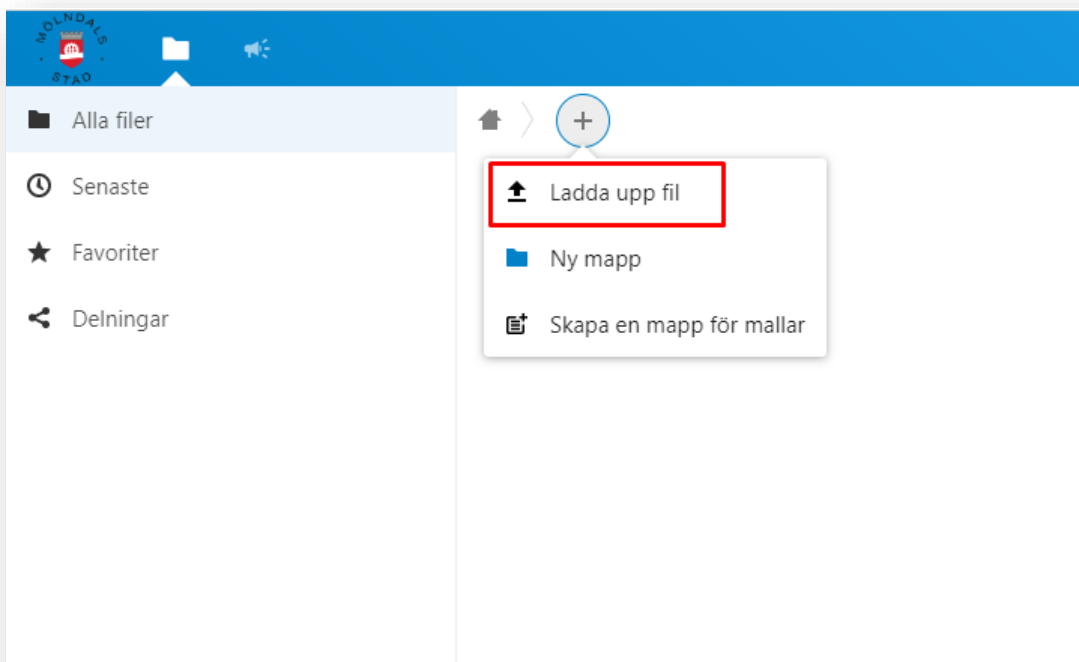 MÖLNDALS
STAD
Alla filer
Senaste
Favoriter
Delningar
Ladda upp fil
Ny mapp
Skapa en mapp för mallar